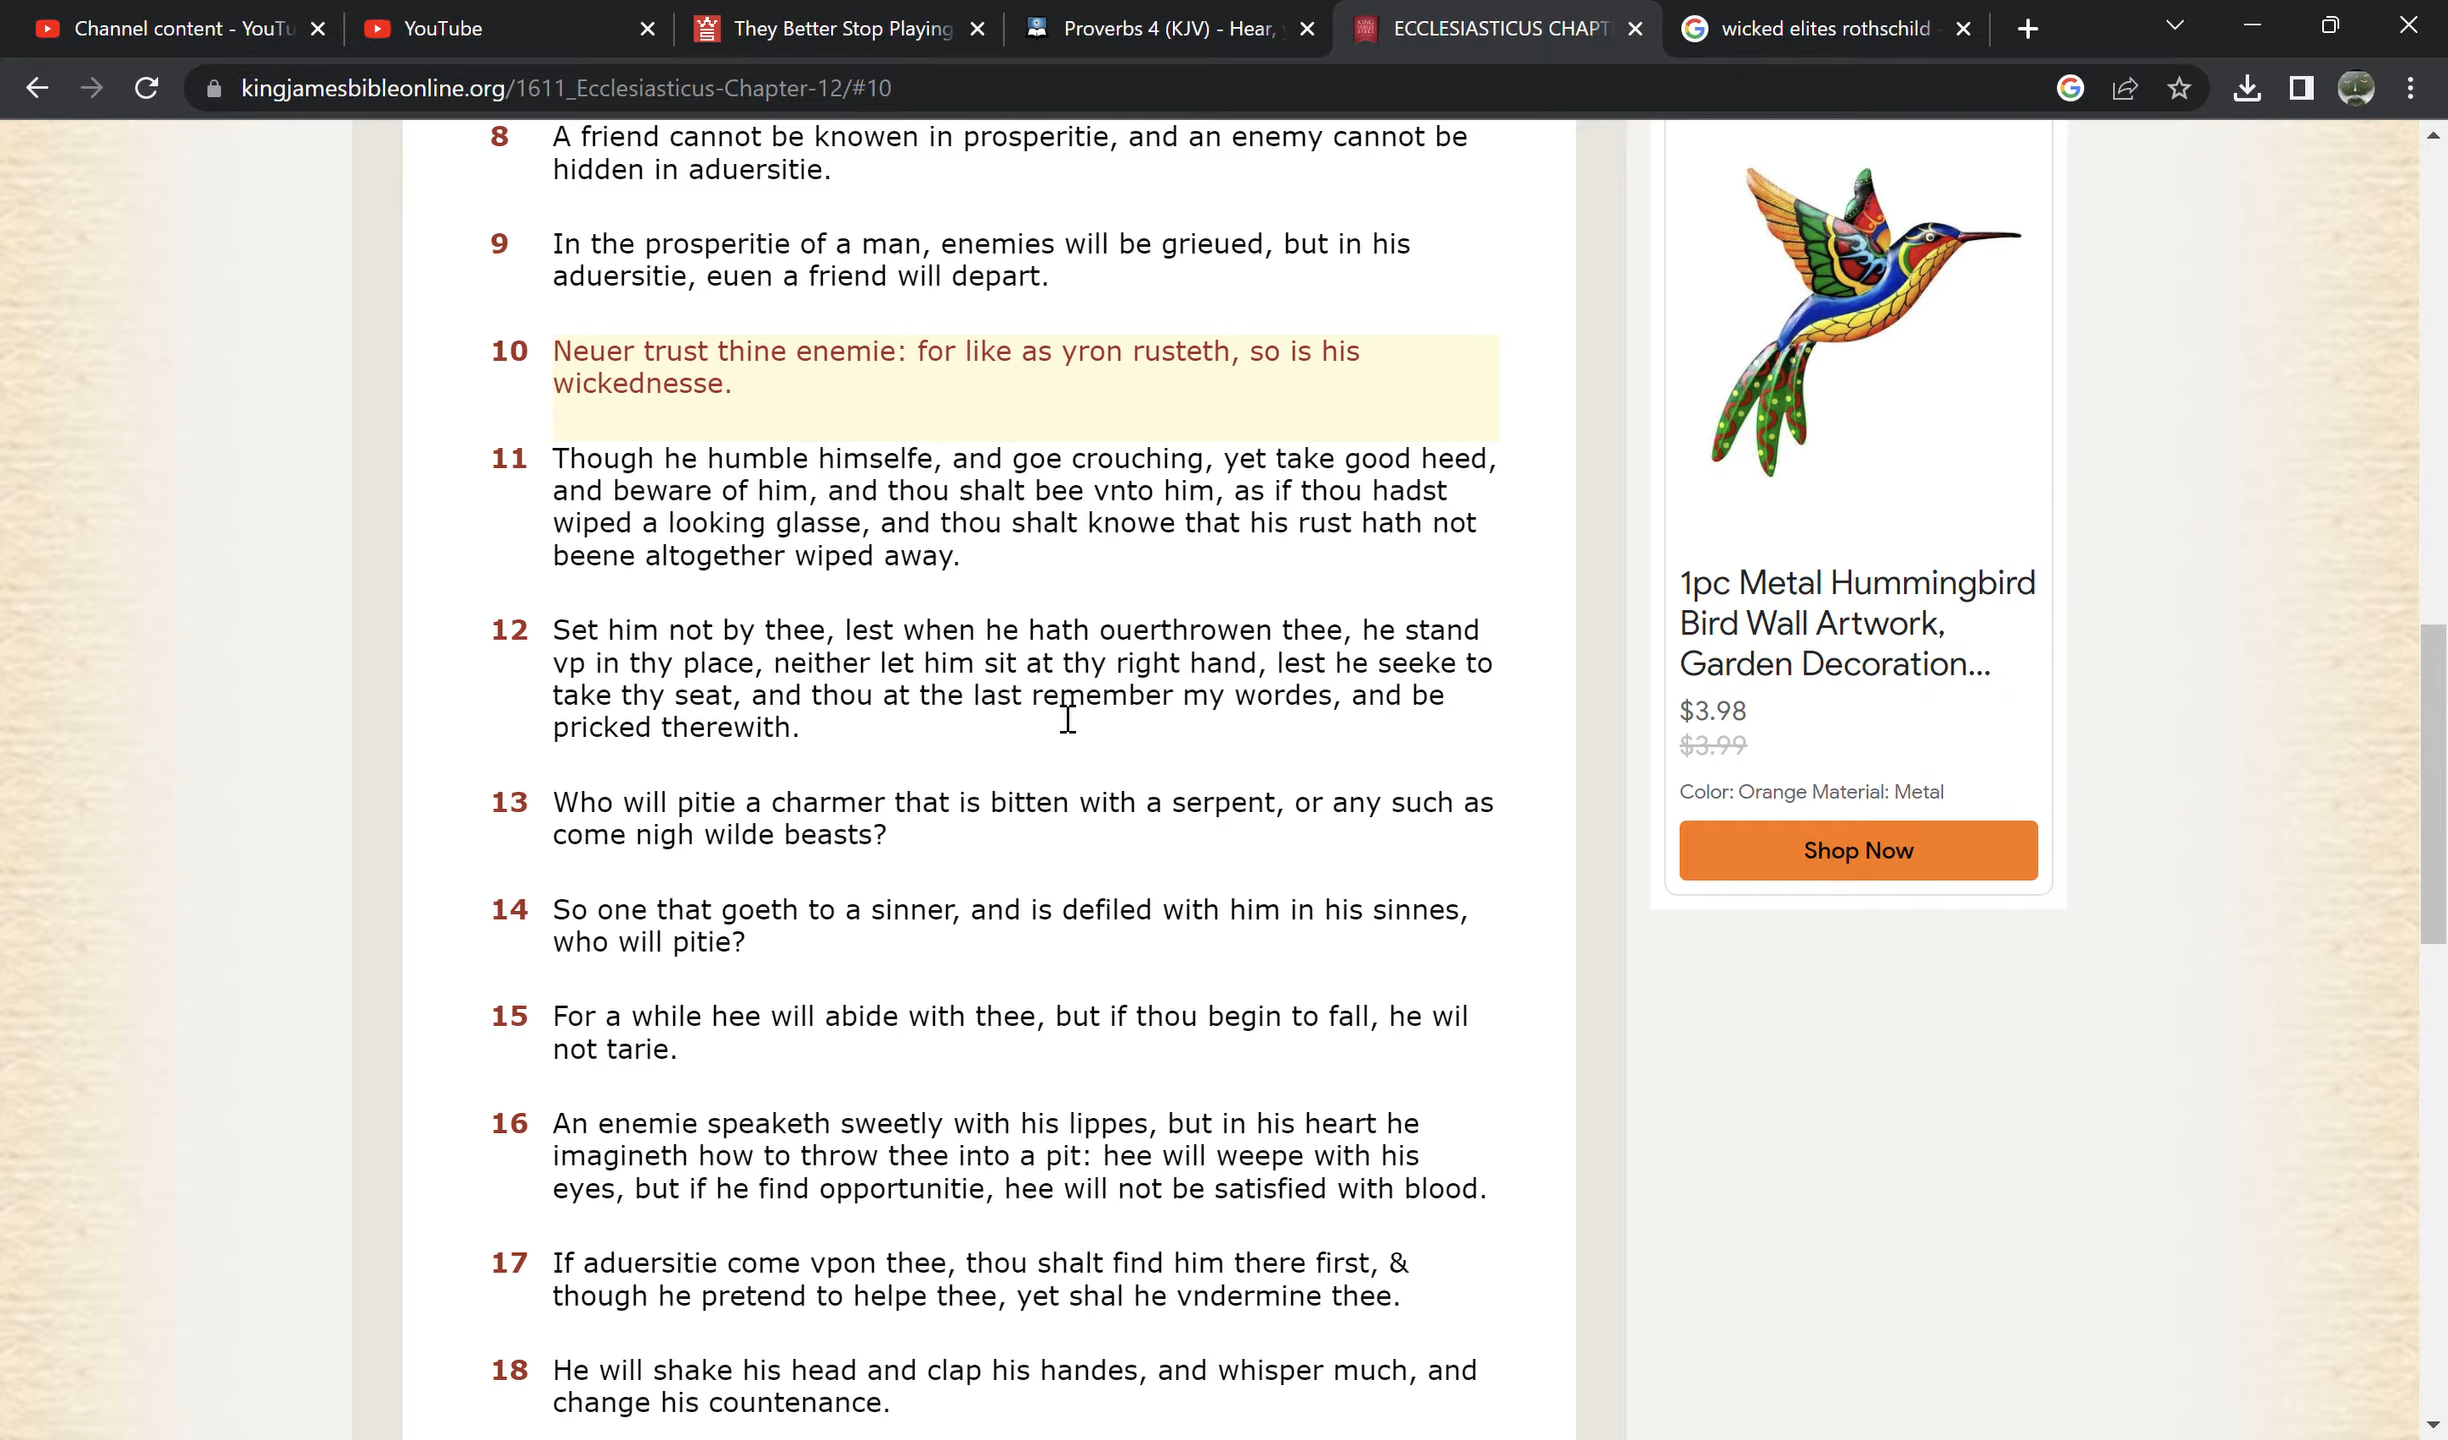 Channel content - YouTu
YouTube
They Better Stop Playing
Proverbs 4 (KJV) - Hear,
ECCLESIASTICUS CHAPT
wicked elites rothschild -
kingjamesbibleonline.org/1611_Ecclesiasticus-Chapter-12/#10
8 A friend cannot be knowen in prosperitie, and an enemy cannot be
hidden in aduersitie.
9 In the prosperitie of a man, enemies will be grieued, but in his
aduersitie, euen a friend will depart.
10 Neuer trust thine enemie: for like as yron rusteth, so is his
wickednesse.
11 Though he humble himselfe, and goe crouching, yet take good heed,
and beware of him, and thou shalt bee vnto him, as if thou hadst
wiped a looking glasse, and thou shalt knowe that his rust hath not
beene altogether wiped away.
12 Set him not by thee, lest when he hath ouerthrowen thee, he stand
vp in thy place, neither let him sit at thy right hand, lest he seeke to
take thy seat, and thou at the last remember my wordes, and be
pricked therewith.
13 Who will pitie a charmer that is bitten with a serpent, or any such as
come nigh wilde beasts?
14 So one that goeth to a sinner, and is defiled with him in his sinnes,
who will pitie?
15 For a while hee will abide with thee, but if thou begin to fall, he wil
not tarie.
16 An enemie speaketh sweetly with his lippes, but in his heart he
imagineth how to throw thee into a pit: hee will weepe with his
eyes, but if he find opportunitie, hee will not be satisfied with blood.
17 If aduersitie come vpon thee, thou shalt find him there first, &
though he pretend to helpe thee, yet shal he vndermine thee.
18 He will shake his head and clap his handes, and whisper much, and
change his countenance.
1pc Metal Hummingbird
Bird Wall Artwork,
Garden Decoration...
$3.98
$3.99
Color: Orange Material: Metal
Shop Now